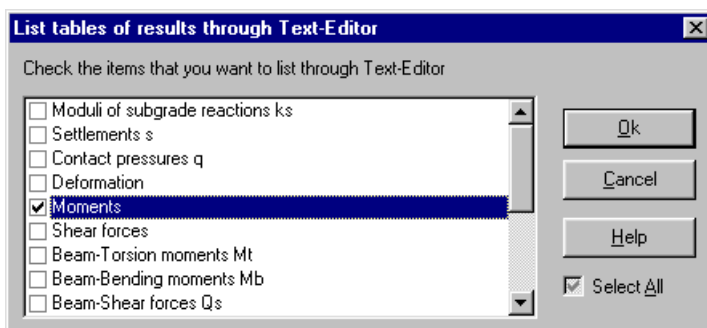 List tables of results through Text-Editor
Check the items that you want to list through Text-Editor
Moduli of subgrade reactions ks
Settlements s
Contact pressures q
Deformation
Moments
Shear forces
Beam-Torsion moments Mt
Beam-Bending moments Mb
Beam-Shear forces Qs
Ok
Cancel
Help
Select All